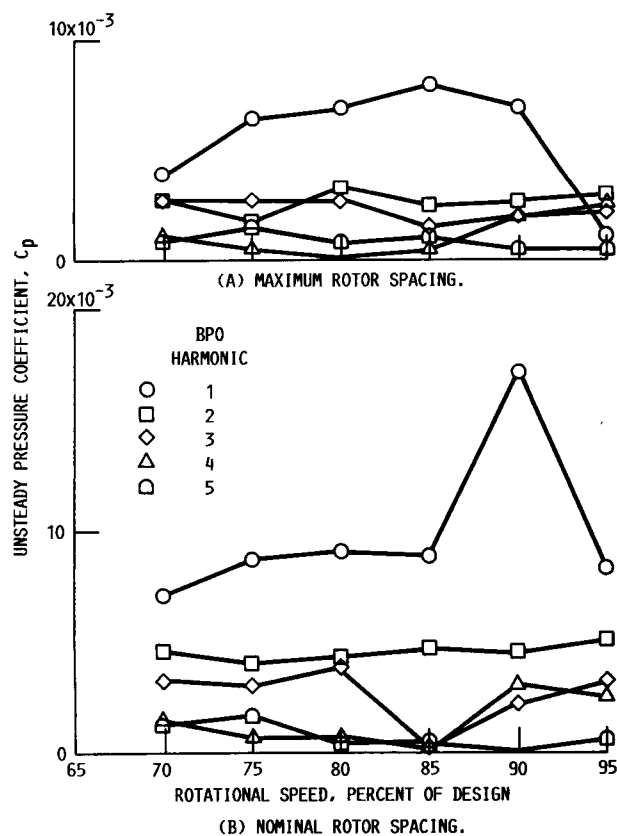 10x10-3
0
(A) MAXIMUM ROTOR SPACING.
UNSTEADY PRESSURE COEFFICIENT, Cp
20x10-3
BPO
HARMONIC
1
2
3
4
5
10
0
65 70 75 80 85 90 95
ROTATIONAL SPEED, PERCENT OF DESIGN
(B) NOMINAL ROTOR SPACING.